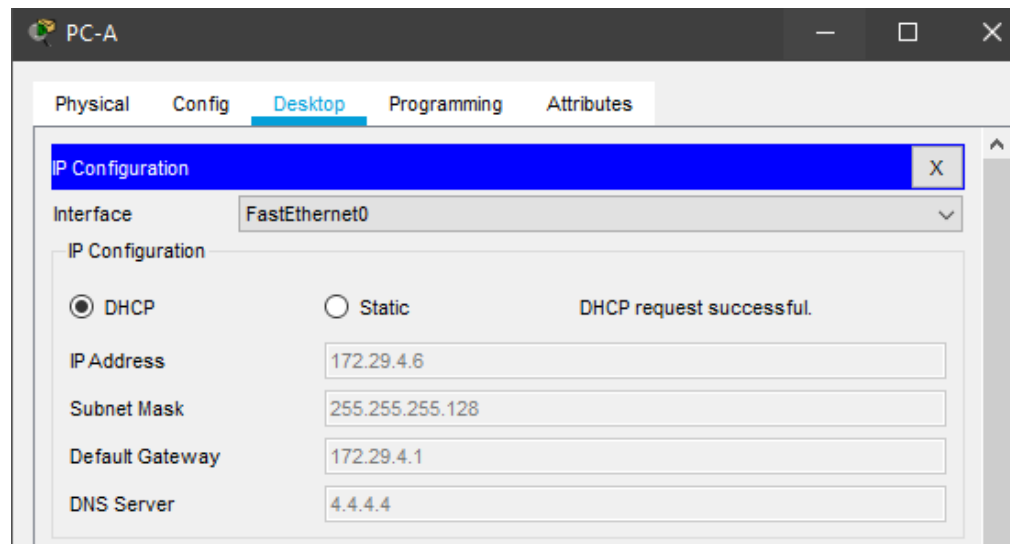 PC-A
Physical Config Desktop Programming Attributes
IP Configuration X
Interface FastEthernet0
IP Configuration
DHCP Static DHCP request successful.
IP Address 172.29.4.6
Subnet Mask 255.255.255.128
Default Gateway 172.29.4.1
DNS Server 4.4.4.4